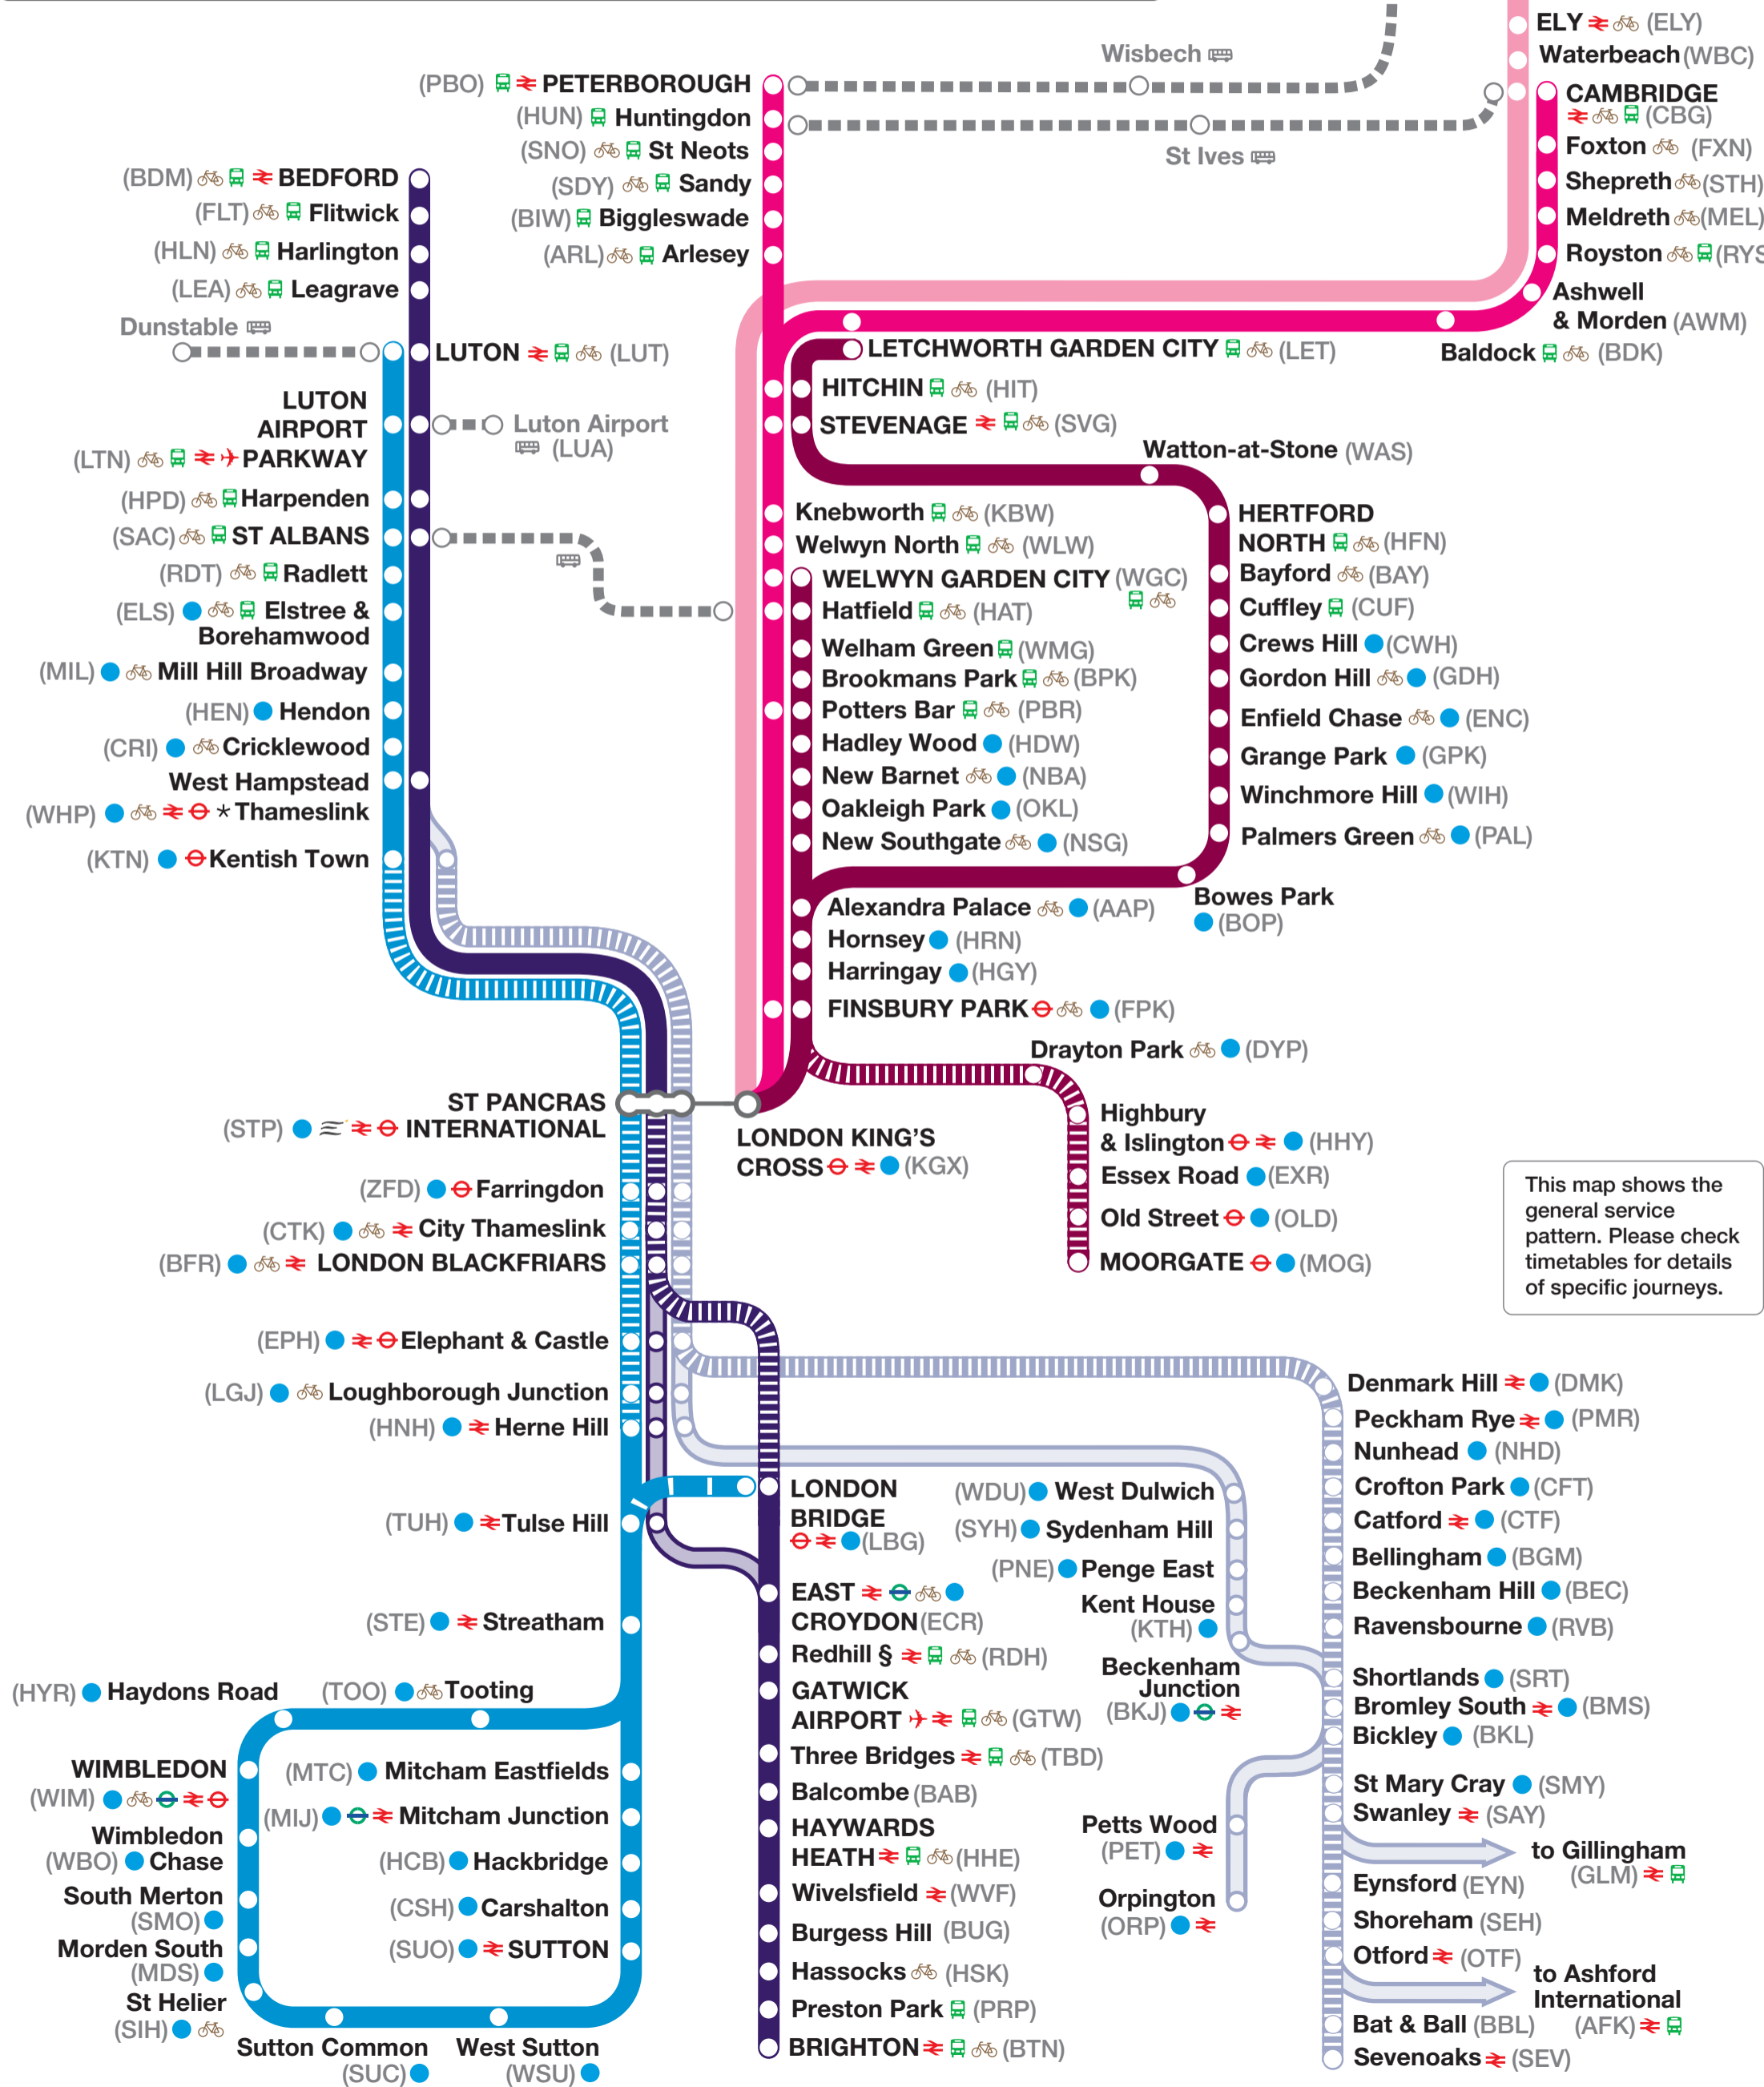 ELY (ELY)
Waterbeach (WBC)
Wisbech
(PBO) PETERBOROUGH
CAMBRIDGE
(CBG)
(HUN) Huntingdon
St Ives
(SNO) St Neots
Foxton (FXN)
(SDY) Sandy
Shepreth (STH)
(BIW) Biggleswade
Meldreth (MEL)
(ARL) Arlesey
Royston (RYS
Ashwell
& Morden (AWM)
Baldock (BDK)
(BDM) BEDFORD
(FLT) Flitwick
(HLN) Harlington
(LEA) Leagrave
Dunstable
LUTON (LUT)
LUTON
AIRPORT
(LTN) PARKWAY
Luton Airport
(LUA)
(HPD) Harpenden
(SAC) ST ALBANS
(RDT) Radlett
(ELS) Elstree &
Borehamwood
(MIL) Mill Hill Broadway
(HEN) Hendon
(CRI) Cricklewood
West Hampstead
(WHP) * Thameslink
(KTN) Kentish Town
LETCHWORTH GARDEN CITY (LET)
HITCHIN (HIT)
STEVENAGE (SVG)
Watton-at-Stone (WAS)
Knebworth (KBW)
Welwyn North (WLW)
WELWYN GARDEN CITY (WGC)
Hatfield (HAT)
Welham Green (WMG)
Brookmans Park (BPK)
Potters Bar (PBR)
Hadley Wood (HDW)
New Barnet (NBA)
Oakleigh Park (OKL)
New Southgate (NSG)
HERTFORD
NORTH (HFN)
Bayford (BAY)
Cuffley (CUF)
Crews Hill (CWH)
Gordon Hill (GDH)
Enfield Chase (ENC)
Grange Park (GPK)
Winchmore Hill (WIH)
Palmers Green (PAL)
Bowes Park
(BOP)
Alexandra Palace (AAP)
Hornsey (HRN)
Harringay (HGY)
FINSBURY PARK (FPK)
Drayton Park (DYP)
Highbury
& Islington (HHY)
Essex Road (EXR)
Old Street (OLD)
MOORGATE (MOG)
ST PANCRAS
(STP) INTERNATIONAL
LONDON KING'S
CROSS (KGX)
This map shows the
general service
pattern. Please check
timetables for details
of specific journeys.
(ZFD) Farringdon
(CTK) City Thameslink
(BFR) LONDON BLACKFRIARS
(EPH) Elephant & Castle
(LGJ) Loughborough Junction
(HNH) Herne Hill
(TUH) Tulse Hill
(STE) Streatham
(HYR) Haydons Road
(TOO) Tooting
WIMBLEDON
(WIM)
Wimbledon
(WBO) Chase
South Merton
(SMO)
Morden South
(MDS)
St Helier
(SIH)
Sutton Common
(SUC)
West Sutton
(WSU)
(MTC) Mitcham Eastfields
(MIJ) Mitcham Junction
(HCB) Hackbridge
(CSH) Carshalton
(SUO) SUTTON
LONDON
BRIDGE
(LBG)
EAST
CROYDON (ECR)
Redhill § (RDH)
GATWICK
AIRPORT (GTW)
Three Bridges (TBD)
Balcombe (BAB)
HAYWARDS
HEATH (HHE)
Wivelsfield (WVF)
Burgess Hill (BUG)
Hassocks (HSK)
Preston Park (PRP)
BRIGHTON (BTN)
(WDU) West Dulwich
(SYH) Sydenham Hill
(PNE) Penge East
Kent House
(KTH)
Beckenham
Junction
(BKJ)
Petts Wood
(PET)
Orpington
(ORP)
Denmark Hill (DMK)
Peckham Rye (PMR)
Nunhead (NHD)
Crofton Park (CFT)
Catford (CTF)
Bellingham (BGM)
Beckenham Hill (BEC)
Ravensbourne (RVB)
Shortlands (SRT)
Bromley South (BMS)
Bickley (BKL)
St Mary Cray (SMY)
Swanley (SAY)
to Gillingham
(GLM)
Eynsford (EYN)
Shoreham (SEH)
Otford (OTF)
to Ashford
International
(AFK)
Bat & Ball (BBL)
Sevenoaks (SEV)